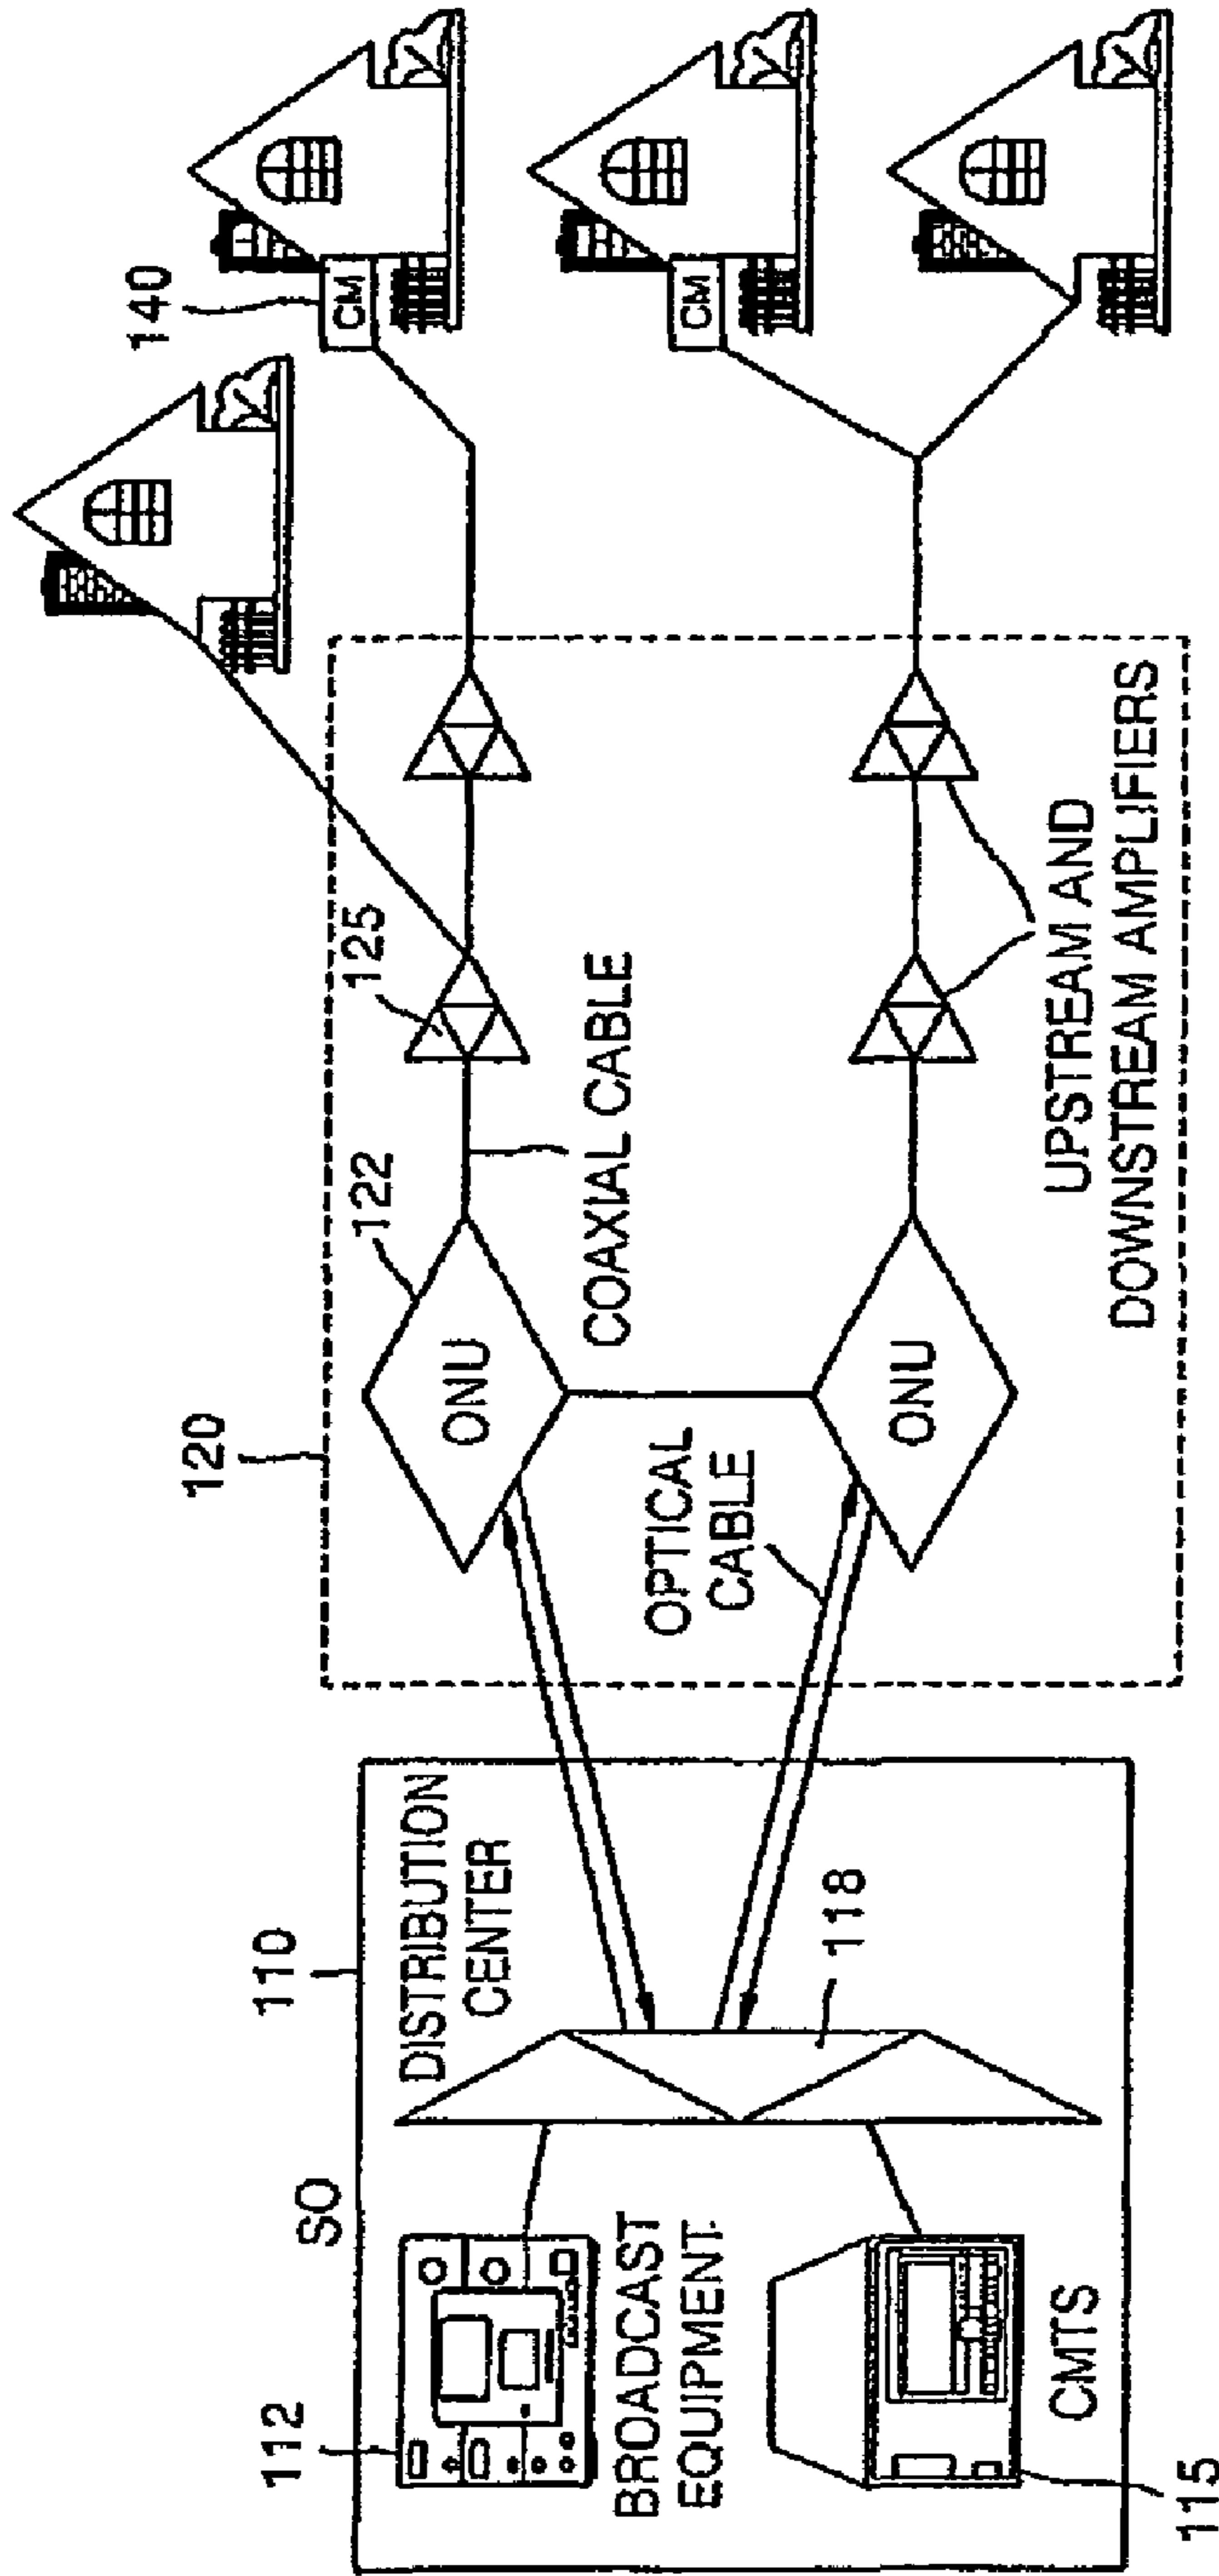 SO
110
112
BROADCAST
EQUIPMENT
CMTS
115
DISTRIBUTION
CENTER
118
120
ONU
122
COAXIAL CABLE
125
OPTICAL
CABLE
ONU
UPSTREAM AND
DOWNSTREAM AMPLIFIERS
140
CM
CM